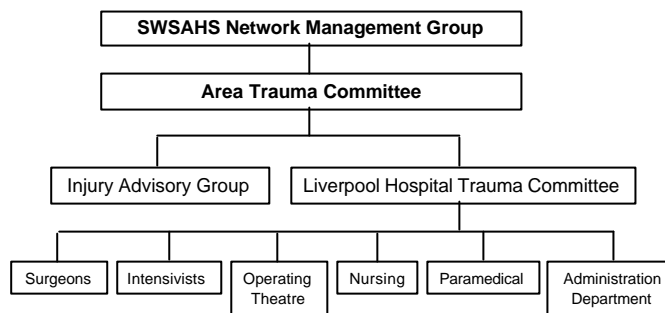 SWSAHS Network Management Group
Area Trauma Committee
Injury Advisory Group
Liverpool Hospital Trauma Committee
Surgeons
Intensivists
Operating
Theatre
Nursing
Paramedical
Administration
Department